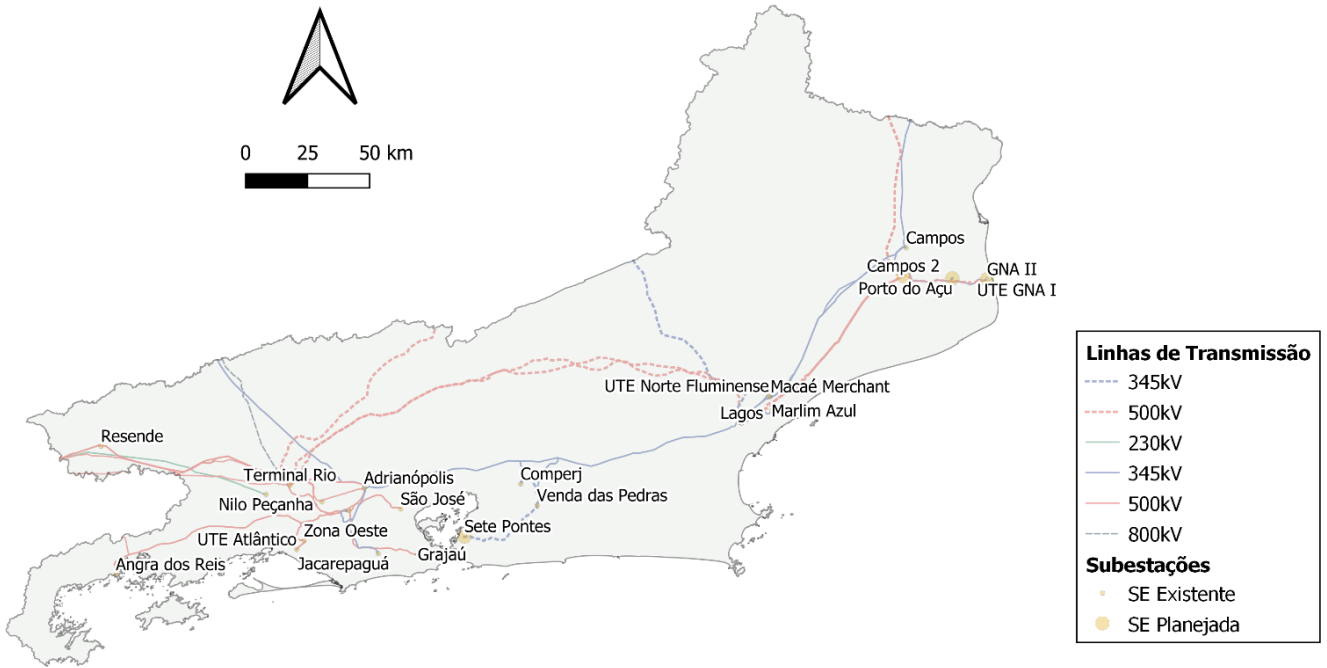 0 25 50 km
Campos
Campos 2
GNA II
Porto do Açu
UTE GNA I
UTE Norte Fluminense
Macaé Merchant
Lagos
Marlim Azul
Resende
Terminal Rio
Adrianópolis
Comperj
Nilo Peçanha
São José
Venda das Pedras
Zona Oeste
Sete Pontes
UTE Atlântico
Grajaú
Angra dos Reis
Jacarepaguá
Linhas de Transmissão
345kV
500kV
230kV
345kV
500kV
800kV
Subestações
SE Existente
SE Planejada